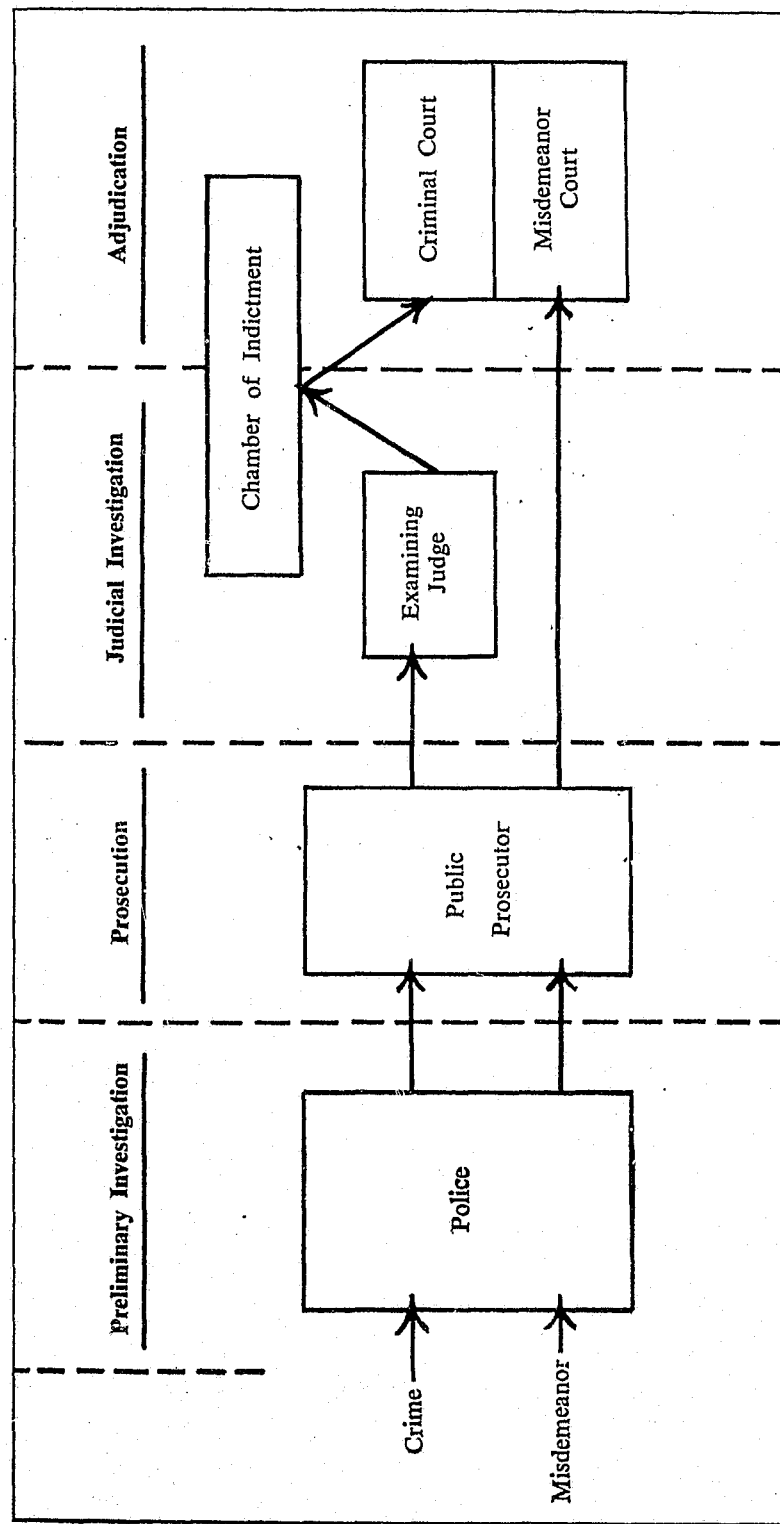 Preliminary Investigation
Prosecution
Judicial Investigation
Adjudication
Crime
Misdemeanor
Police
Public
Prosecutor
Examining
Judge
Chamber of Indictment
Criminal Court
Misdemeanor
Court